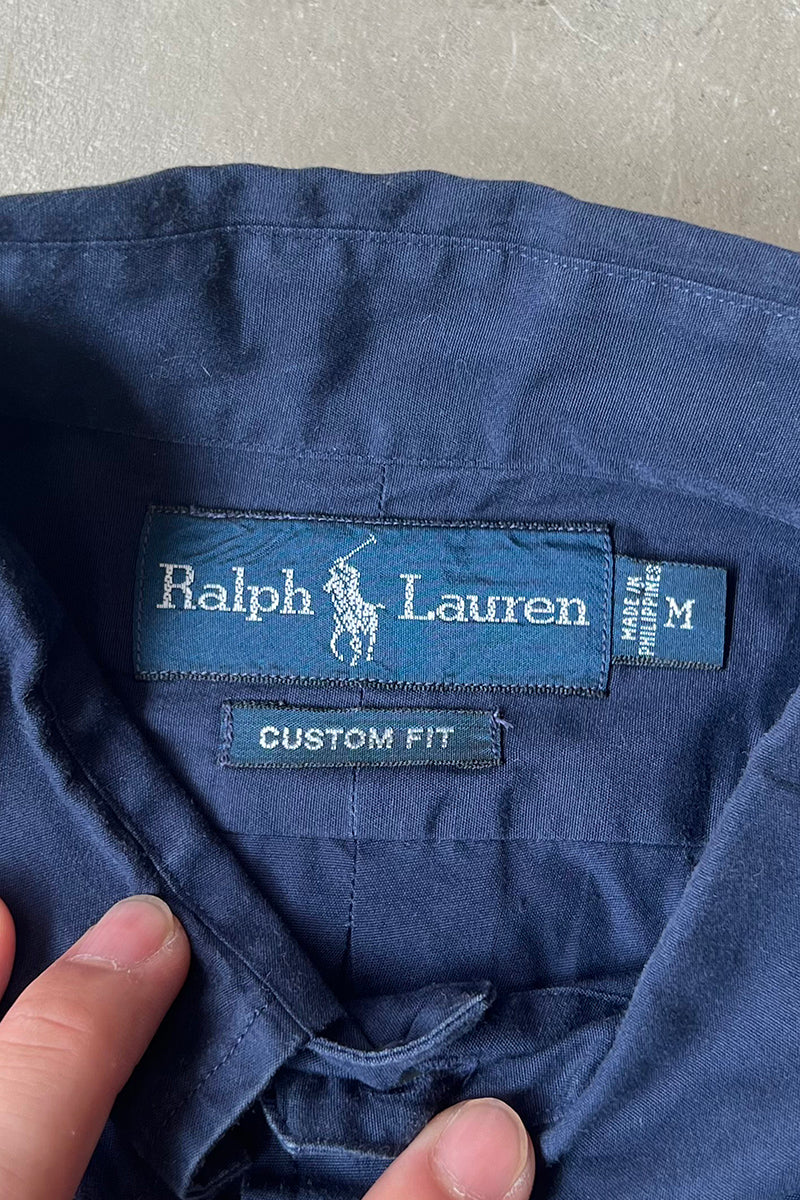 Ralph Lauren
MADE IN
PHILIPPINES
M
CUSTOM FIT